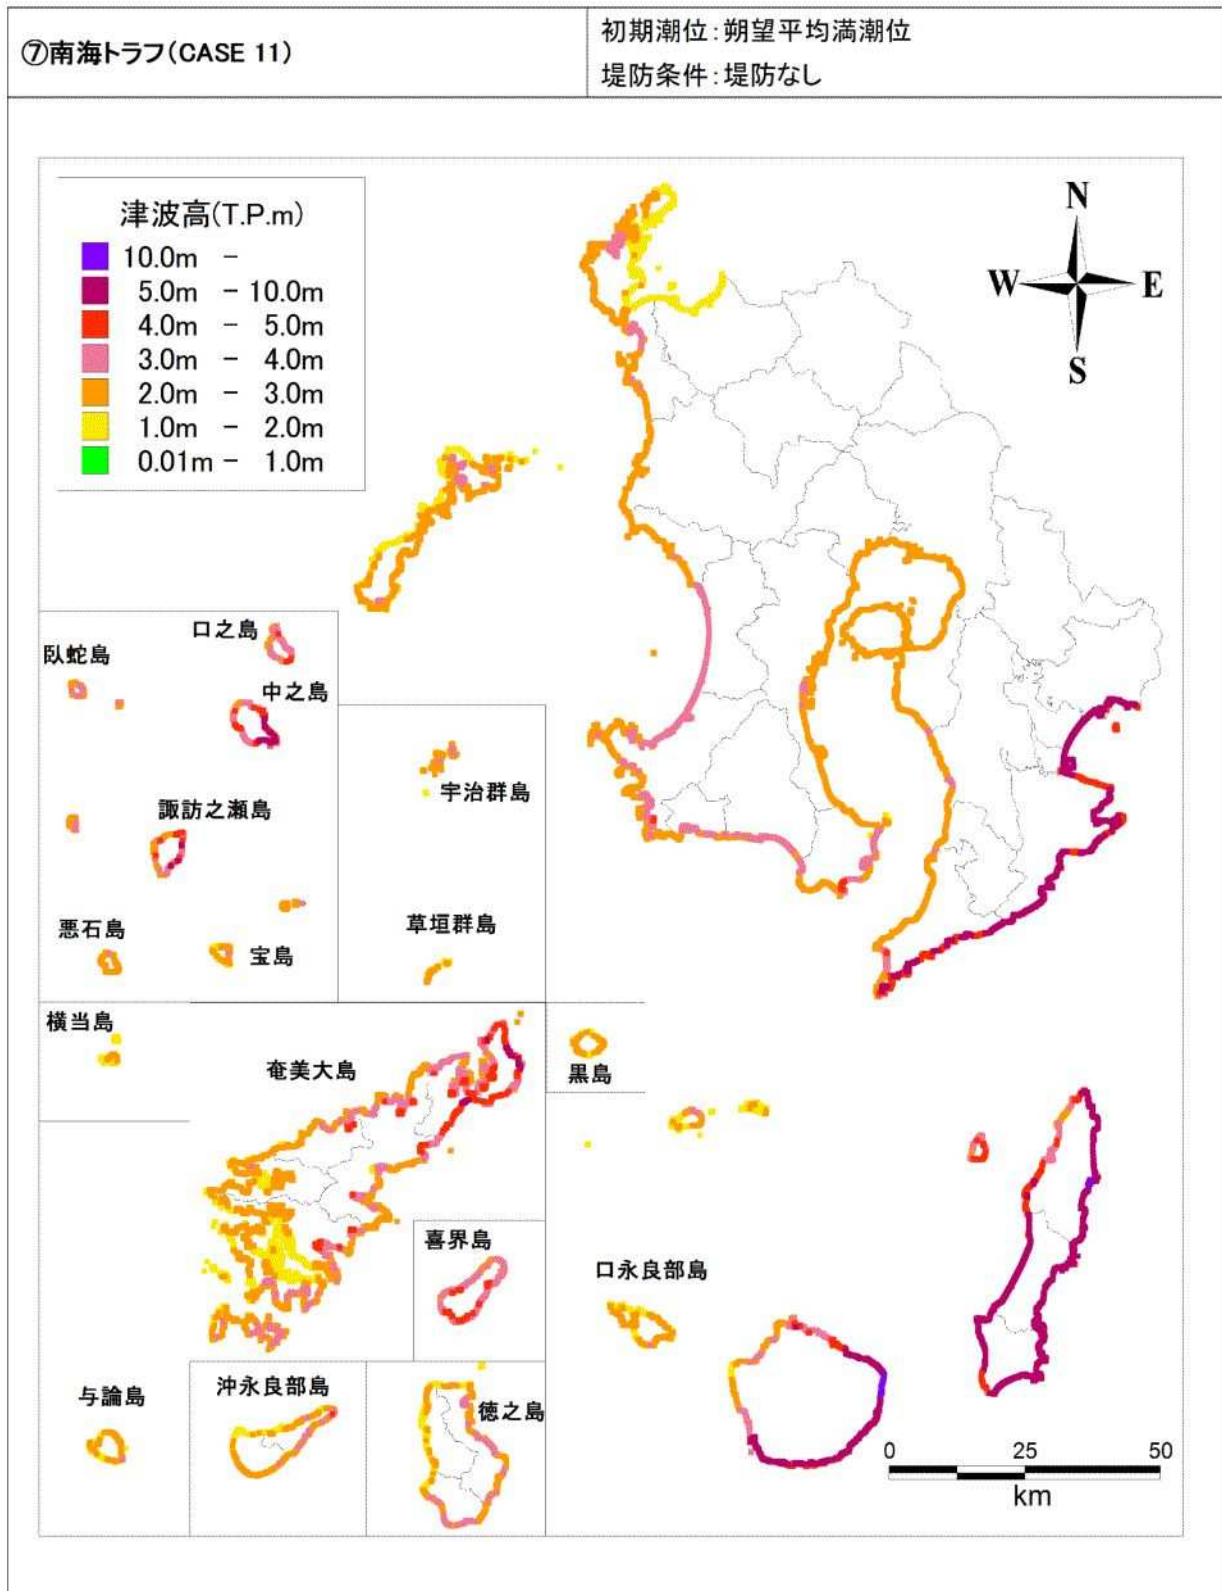 ⑦南海トラフ(CASE 11)
初期潮位:朔望平均満潮位
堤防条件:堤防なし
津波高(T.P.m)
10.0m －
5.0m － 10.0m
4.0m － 5.0m
3.0m － 4.0m
2.0m － 3.0m
1.0m － 2.0m
0.01m － 1.0m
N
W
E
S
口之島
臥蛇島
中之島
宇治群島
諏訪之瀬島
草垣群島
悪石島
宝島
横当島
奄美大島
黒島
喜界島
口永良部島
与論島
沖永良部島
徳之島
0 25 50
km